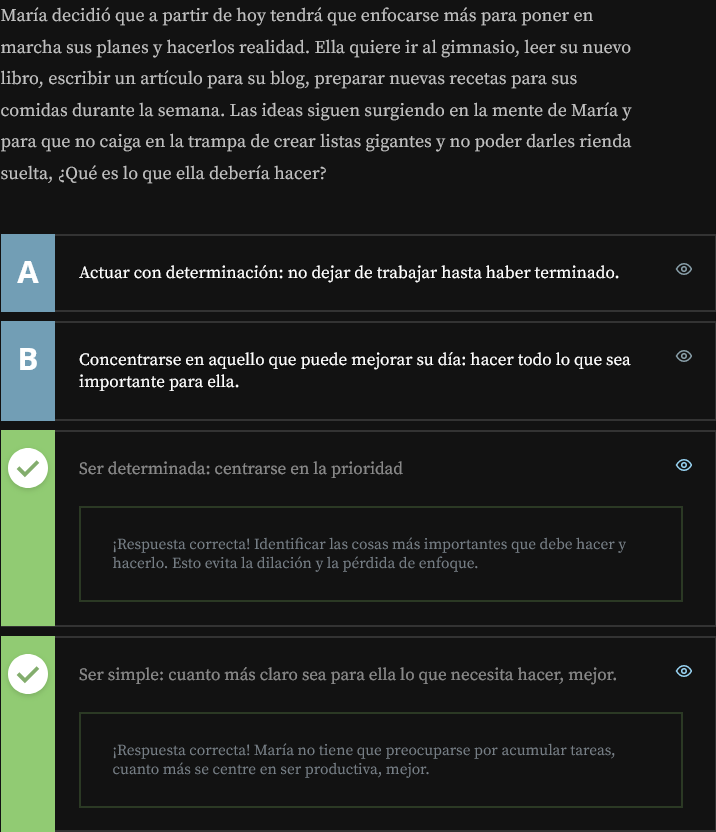 María decidió que a partir de hoy tendrá que enfocarse más para poner en
marcha sus planes y hacerlos realidad. Ella quiere ir al gimnasio, leer su nuevo
libro, escribir un artículo para su blog, preparar nuevas recetas para sus
comidas durante la semana. Las ideas siguen surgiendo en la mente de María y
para que no caiga en la trampa de crear listas gigantes y no poder darles rienda
suelta, ¿Qué es lo que ella debería hacer?
A
Actuar con determinación: no dejar de trabajar hasta haber terminado.
B
Concentrarse en aquello que puede mejorar su día: hacer todo lo que sea
importante para ella.
Ser determinada: centrarse en la prioridad
¡Respuesta correcta! Identificar las cosas más importantes que debe hacer y
hacerlo. Esto evita la dilación y la pérdida de enfoque.
Ser simple: cuanto más claro sea para ella lo que necesita hacer, mejor.
¡Respuesta correcta! María no tiene que preocuparse por acumular tareas,
cuanto más se centre en ser productiva, mejor.